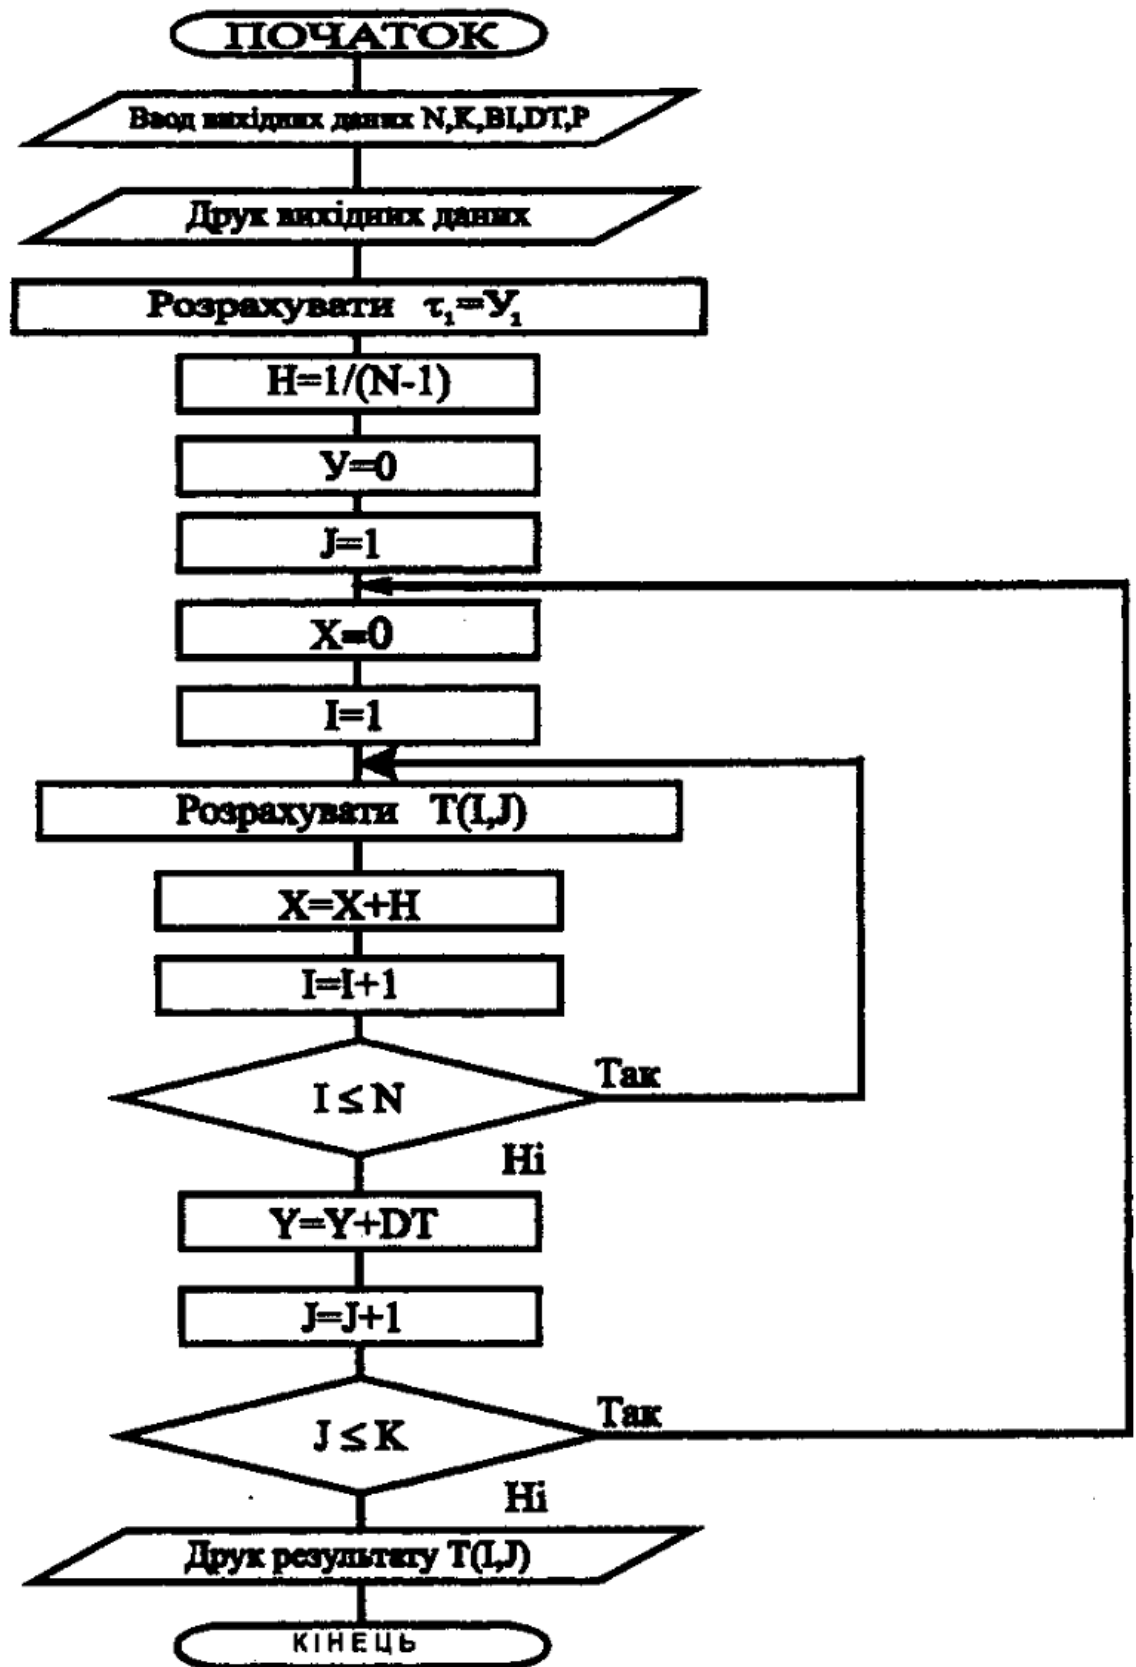 ПОЧАТОК
Ввод вихідних даних N,K,BI,DT,P
Друк вихідних даних
Розрахувати τ₁=У₁
H=1/(N-1)
У=0
J=1
X=0
I=1
Розрахувати T(I,J)
X=X+H
I=I+1
I ≤ N
Так
Ні
Y=Y+DT
J=J+1
J ≤ K
Так
Ні
Друк результату T(I,J)
КІНЕЦЬ